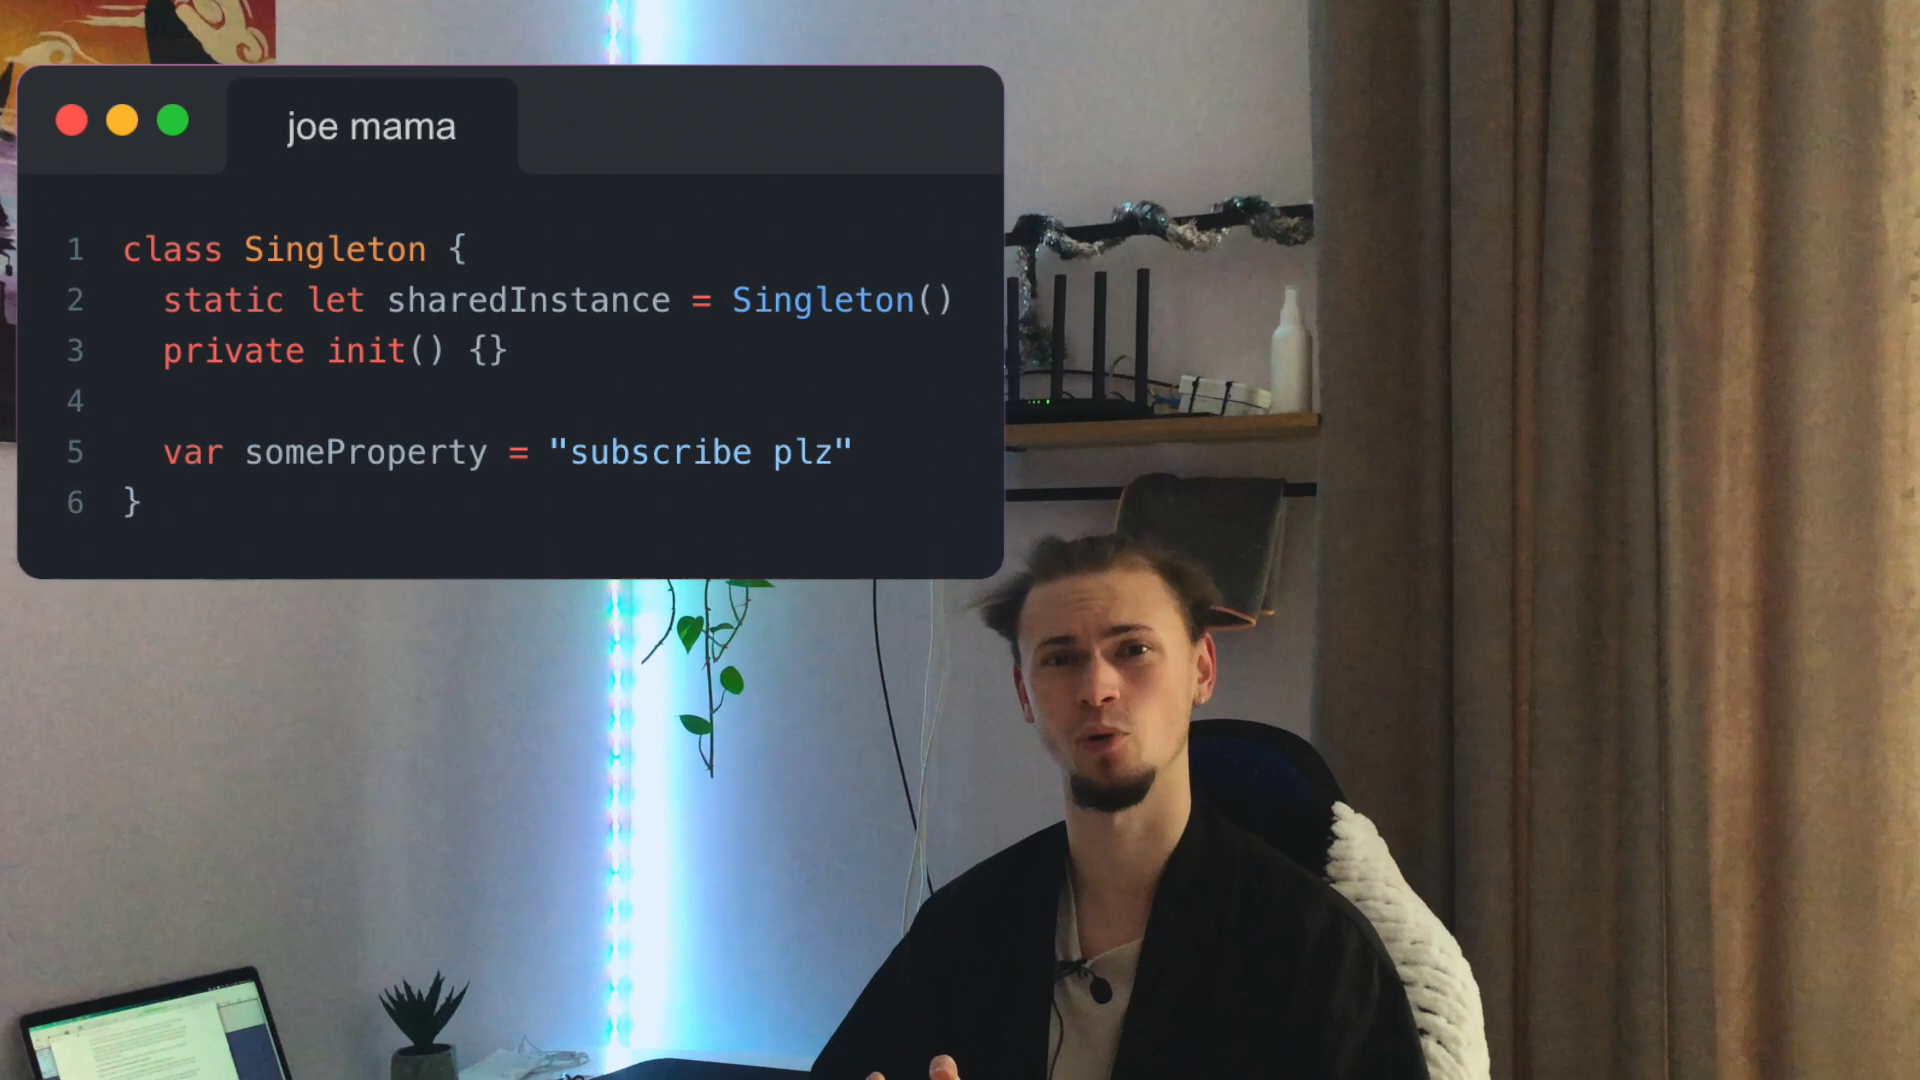 joe mama
1 class Singleton {
2   static let sharedInstance = Singleton()
3   private init() {}
4
5   var someProperty = "subscribe plz"
6 }